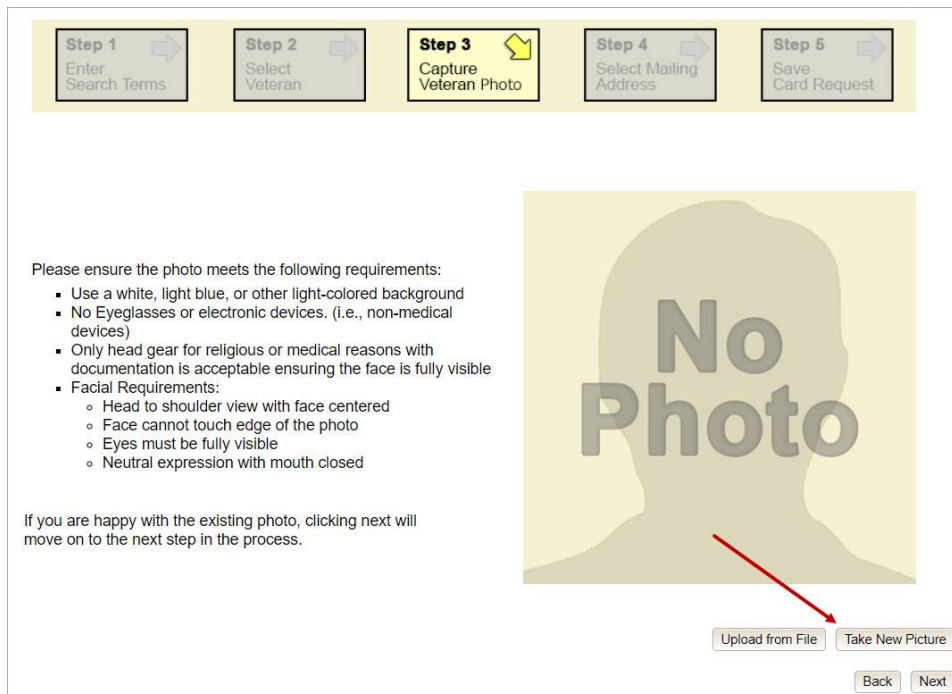 Step 1
Enter
Search Terms
Step 2
Select
Veteran
Step 3
Capture
Veteran Photo
Step 4
Select Mailing
Address
Step 5
Save
Card Request
Please ensure the photo meets the following requirements:
Use a white, light blue, or other light-colored background
No Eyeglasses or electronic devices. (i.e., non-medical
devices)
Only head gear for religious or medical reasons with
documentation is acceptable ensuring the face is fully visible
Facial Requirements:
Head to shoulder view with face centered
Face cannot touch edge of the photo
Eyes must be fully visible
Neutral expression with mouth closed
If you are happy with the existing photo, clicking next will
move on to the next step in the process.
No
Photo
Upload from File
Take New Picture
Back
Next